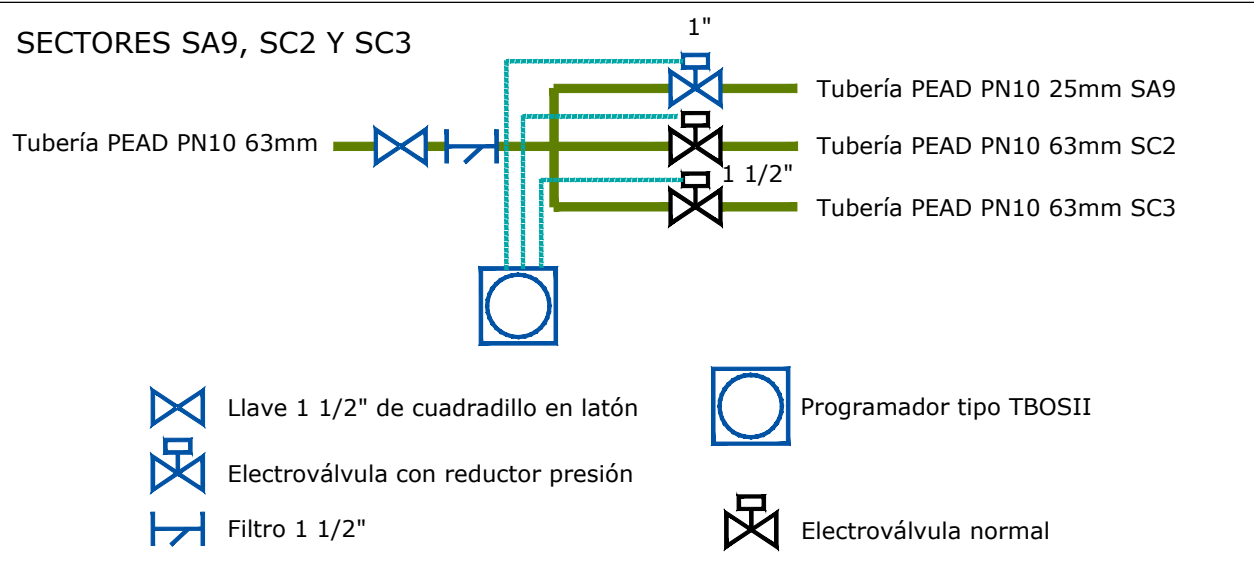 SECTORES SA9, SC2 Y SC3
1"
Tubería PEAD PN10 25mm SA9
Tubería PEAD PN10 63mm
Tubería PEAD PN10 63mm SC2
1 1/2"
Tubería PEAD PN10 63mm SC3
Llave 1 1/2" de cuadradillo en latón
Programador tipo TBOSII
Electroválvula con reductor presión
Filtro 1 1/2"
Electroválvula normal